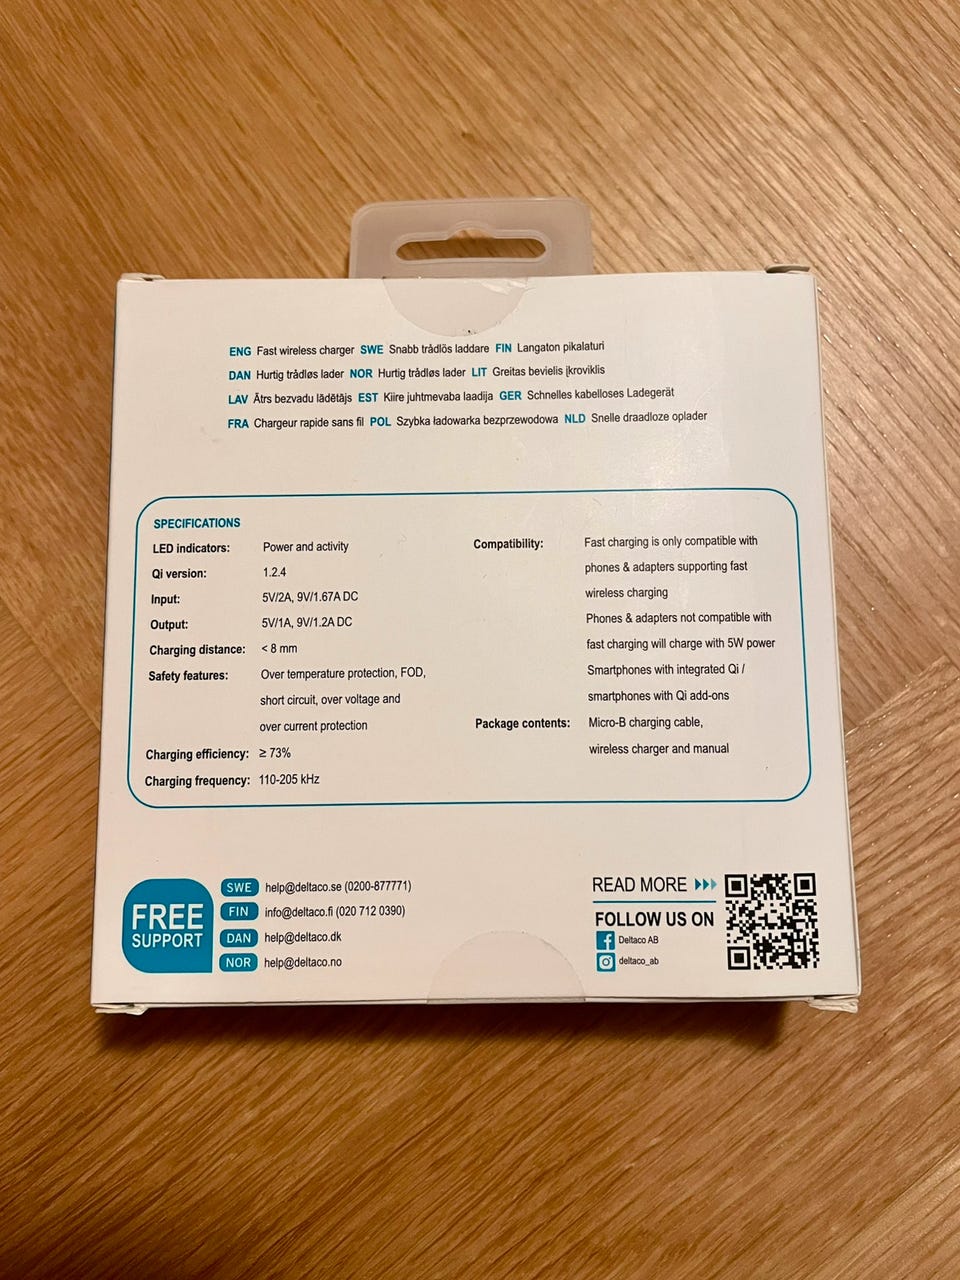 ENG Fast wireless charger SWE Snabb trådlös laddare FIN Langaton pikalaturi
DAN Hurtig trådløs lader NOR Hurtig trådløs lader LIT Greitas bevielis įkroviklis
LAV Ātrs bezvadu lādētājs EST Kiire juhtmevaba laadija GER Schnelles kabelloses Ladegerät
FRA Chargeur rapide sans fil POL Szybka ładowarka bezprzewodowa NLD Snelle draadloze oplader
SPECIFICATIONS
LED indicators: Power and activity
Qi version: 1.2.4
Input: 5V/2A, 9V/1.67A DC
Output: 5V/1A, 9V/1.2A DC
Charging distance: < 8 mm
Safety features: Over temperature protection, FOD,
short circuit, over voltage and
over current protection
Charging efficiency: ≥ 73%
Charging frequency: 110-205 kHz
Compatibility: Fast charging is only compatible with
phones & adapters supporting fast
wireless charging
Phones & adapters not compatible with
fast charging will charge with 5W power
Smartphones with integrated Qi /
smartphones with Qi add-ons
Package contents: Micro-B charging cable,
wireless charger and manual
FREE
SUPPORT
SWE help@deltaco.se (0200-877771)
FIN info@deltaco.fi (020 712 0390)
DAN help@deltaco.dk
NOR help@deltaco.no
READ MORE
FOLLOW US ON
Deltaco AB
deltaco_ab